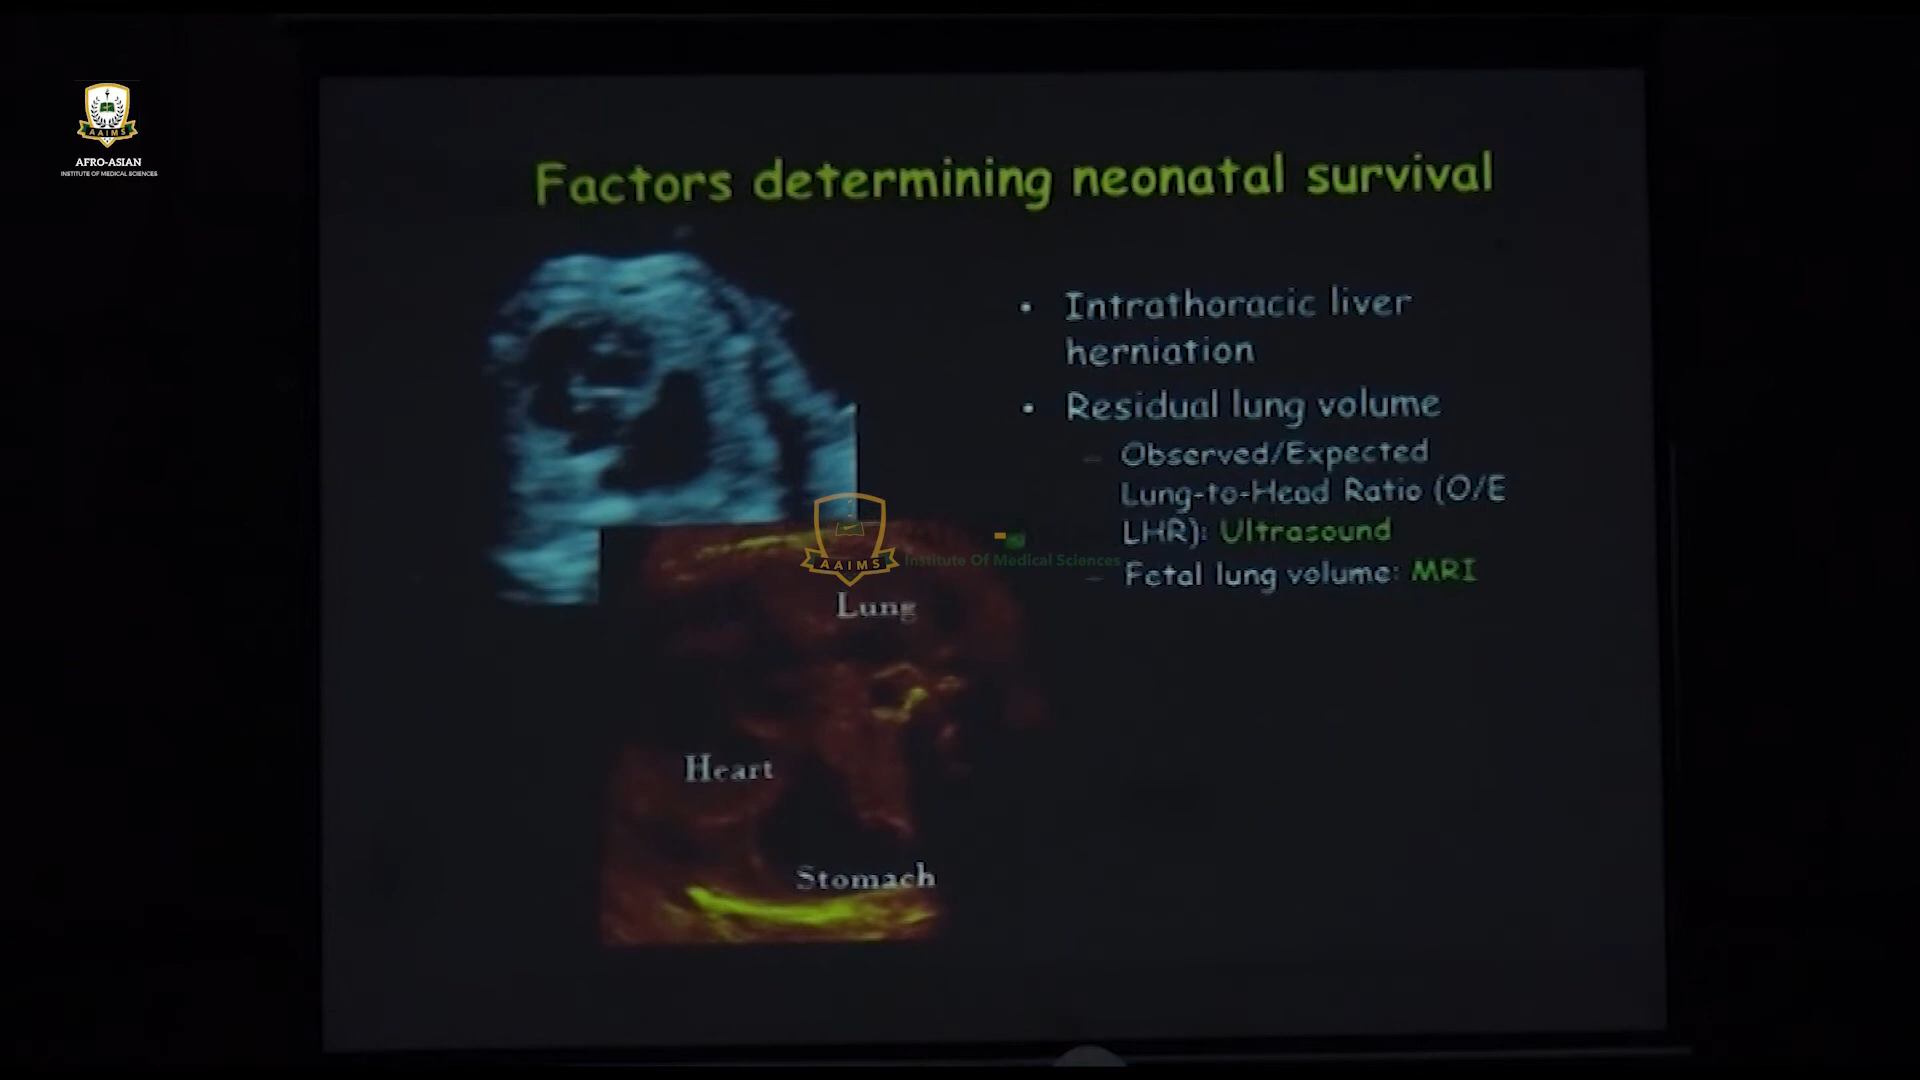 AAIMS
AFRO-ASIAN
INSTITUTE OF MEDICAL SCIENCES
Factors determining neonatal survival
• Intrathoracic liver
herniation
• Residual lung volume
– Observed/Expected
Lung-to-Head Ratio (O/E
LHR): Ultrasound
– Fetal lung volume: MRI
AAIMS
Institute Of Medical Sciences
Lung
Heart
Stomach